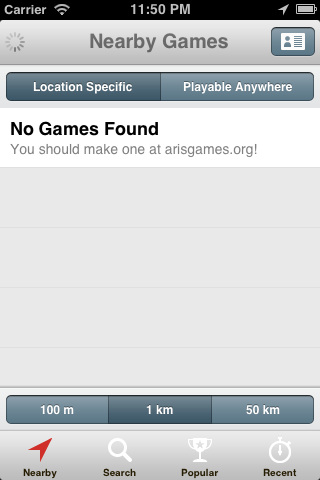 Carrier 11:50 PM
Nearby Games
Location Specific Playable Anywhere
No Games Found
You should make one at arisgames.org!
100 m 1 km 50 km
Nearby Search Popular Recent